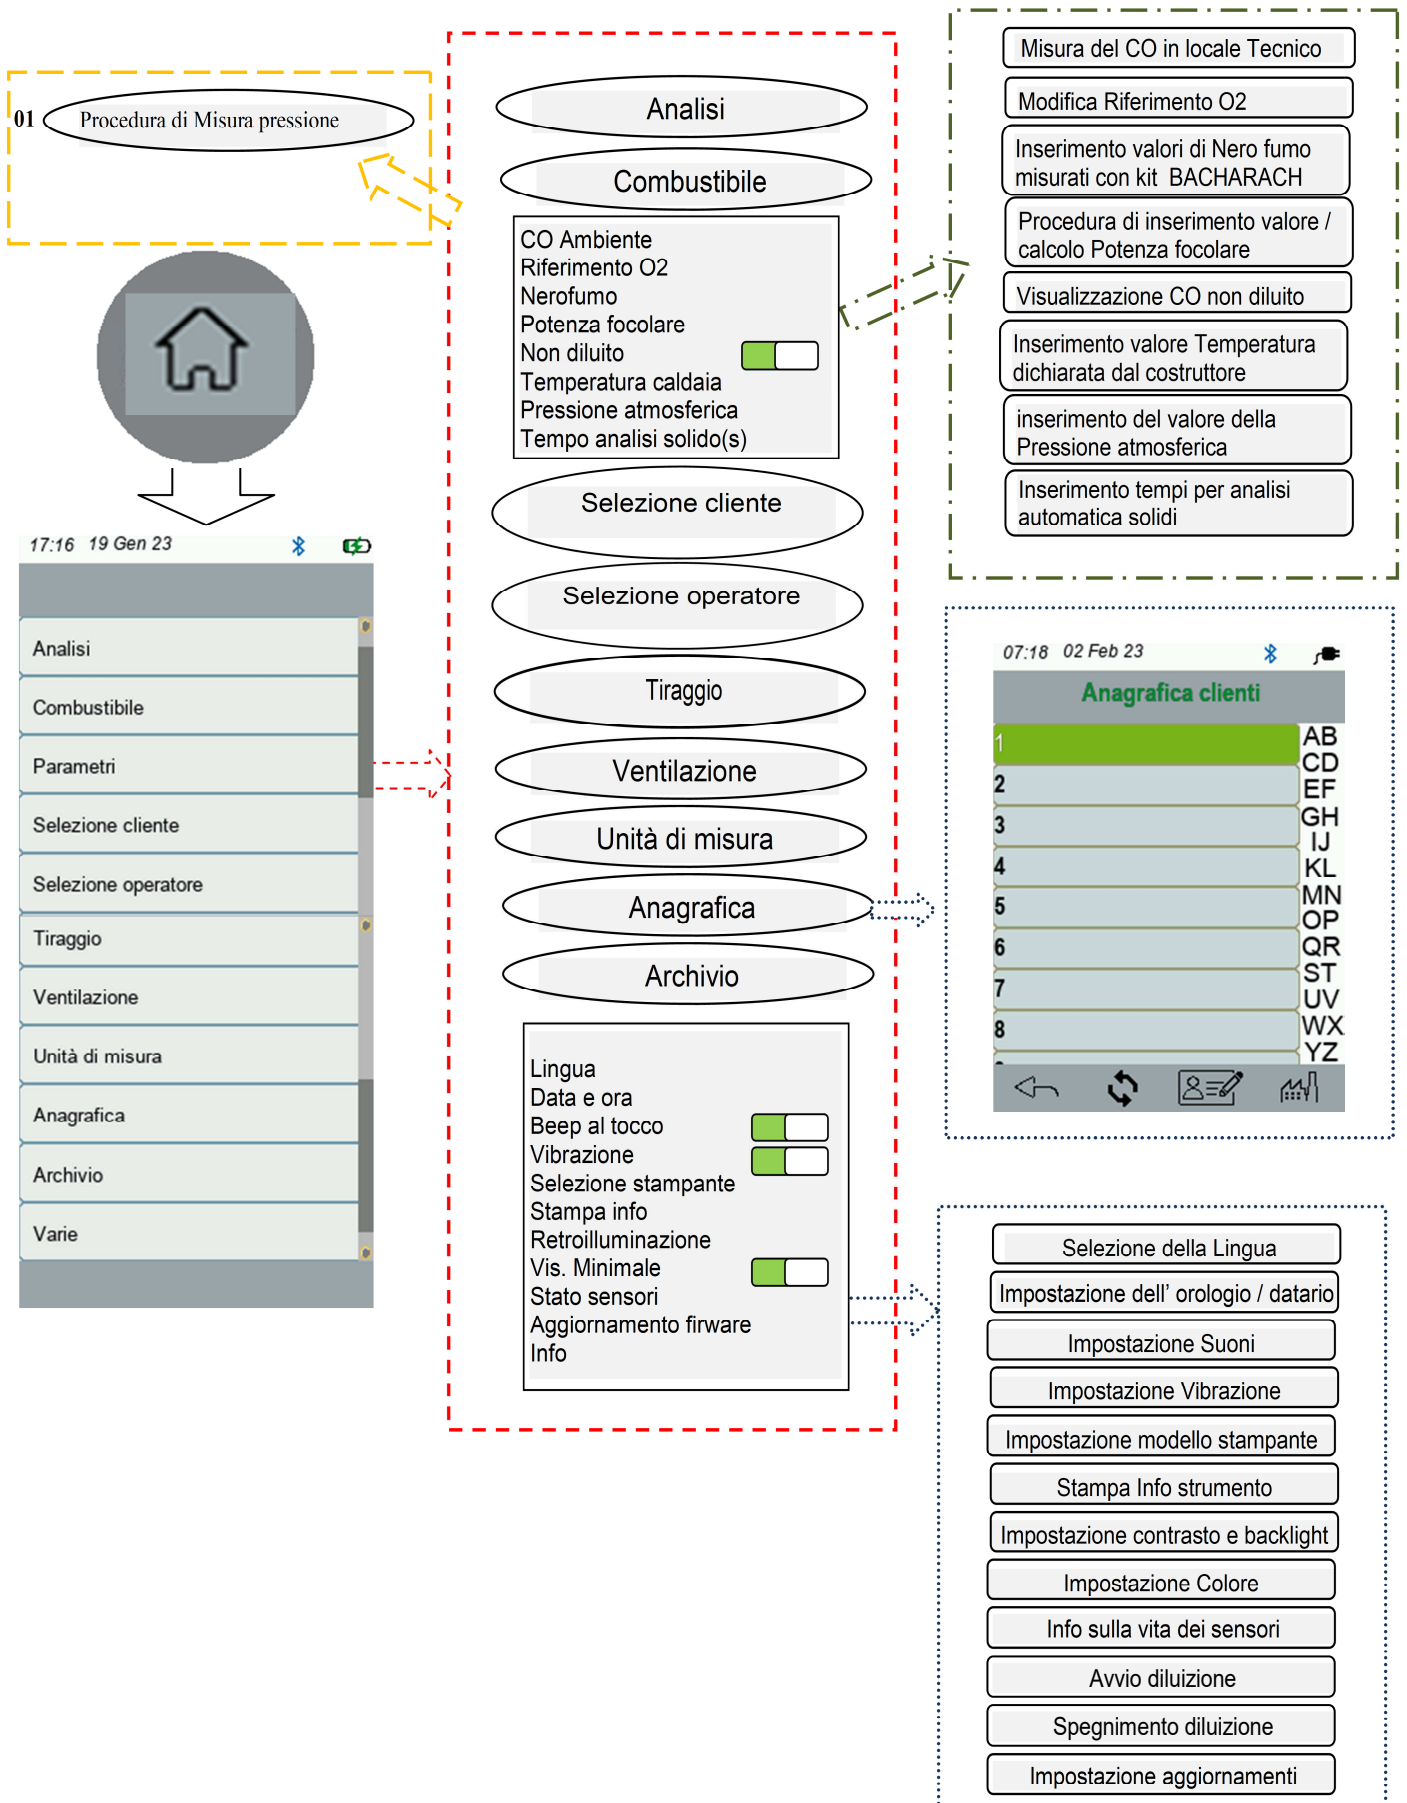 01
Procedura di Misura pressione
17:16 19 Gen 23
Analisi
Combustibile
Parametri
Selezione cliente
Selezione operatore
Tiraggio
Ventilazione
Unità di misura
Anagrafica
Archivio
Varie
Analisi
Combustibile
CO Ambiente
Riferimento O2
Nerofumo
Potenza focolare
Non diluito
Temperatura caldaia
Pressione atmosferica
Tempo analisi solido(s)
Selezione cliente
Selezione operatore
Tiraggio
Ventilazione
Unità di misura
Anagrafica
Archivio
Lingua
Data e ora
Beep al tocco
Vibrazione
Selezione stampante
Stampa info
Retroilluminazione
Vis. Minimale
Stato sensori
Aggiornamento firware
Info
Misura del CO in locale Tecnico
Modifica Riferimento O2
Inserimento valori di Nero fumo
misurati con kit BACHARACH
Procedura di inserimento valore /
calcolo Potenza focolare
Visualizzazione CO non diluito
Inserimento valore Temperatura
dichiarata dal costruttore
inserimento del valore della
Pressione atmosferica
Inserimento tempi per analisi
automatica solidi
07:18 02 Feb 23
Anagrafica clienti
1
2
3
4
5
6
7
8
AB
CD
EF
GH
IJ
KL
MN
OP
QR
ST
UV
WX
YZ
Selezione della Lingua
Impostazione dell' orologio / datario
Impostazione Suoni
Impostazione Vibrazione
Impostazione modello stampante
Stampa Info strumento
Impostazione contrasto e backlight
Impostazione Colore
Info sulla vita dei sensori
Avvio diluizione
Spegnimento diluizione
Impostazione aggiornamenti